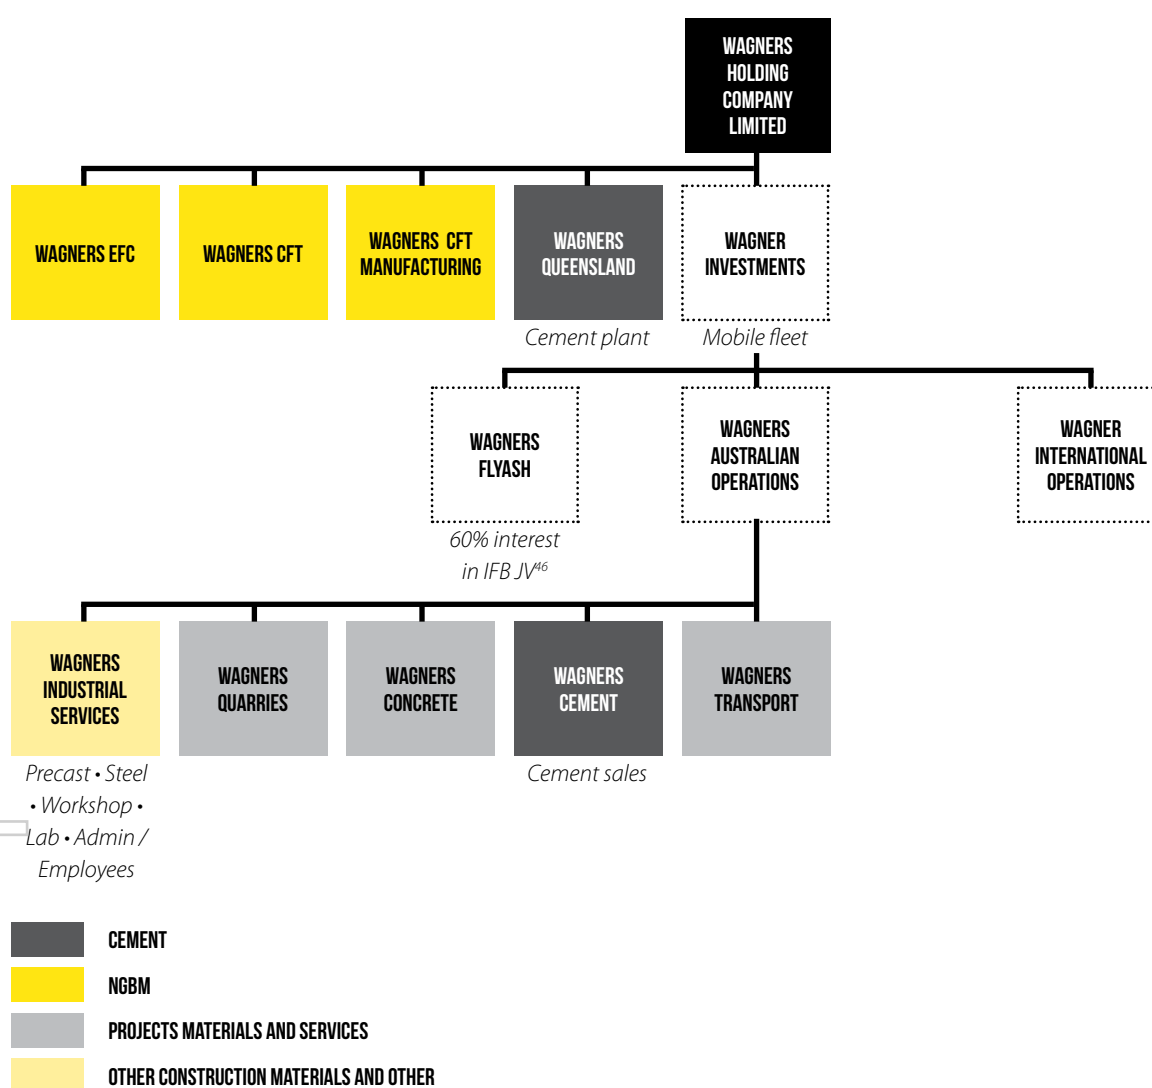 WAGNERS
HOLDING
COMPANY
LIMITED
WAGNERS EFC
WAGNERS CFT
WAGNERS CFT
MANUFACTURING
WAGNERS
QUEENSLAND
WAGNER
INVESTMENTS
Cement plant
Mobile fleet
WAGNERS
FLYASH
WAGNERS
AUSTRALIAN
OPERATIONS
WAGNER
INTERNATIONAL
OPERATIONS
60% interest
in IFB JV46
WAGNERS
INDUSTRIAL
SERVICES
WAGNERS
QUARRIES
WAGNERS
CONCRETE
WAGNERS
CEMENT
WAGNERS
TRANSPORT
Precast • Steel
• Workshop •
Lab • Admin /
Employees
Cement sales
CEMENT
NGBM
PROJECTS MATERIALS AND SERVICES
OTHER CONSTRUCTION MATERIALS AND OTHER